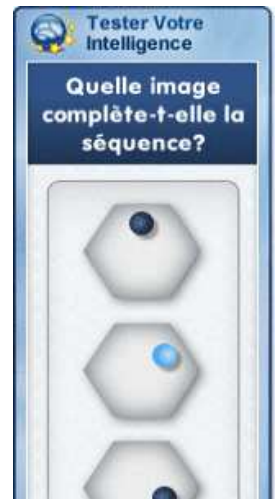 Tester Votre
Intelligence
Quelle image
complète-t-elle la
séquence?